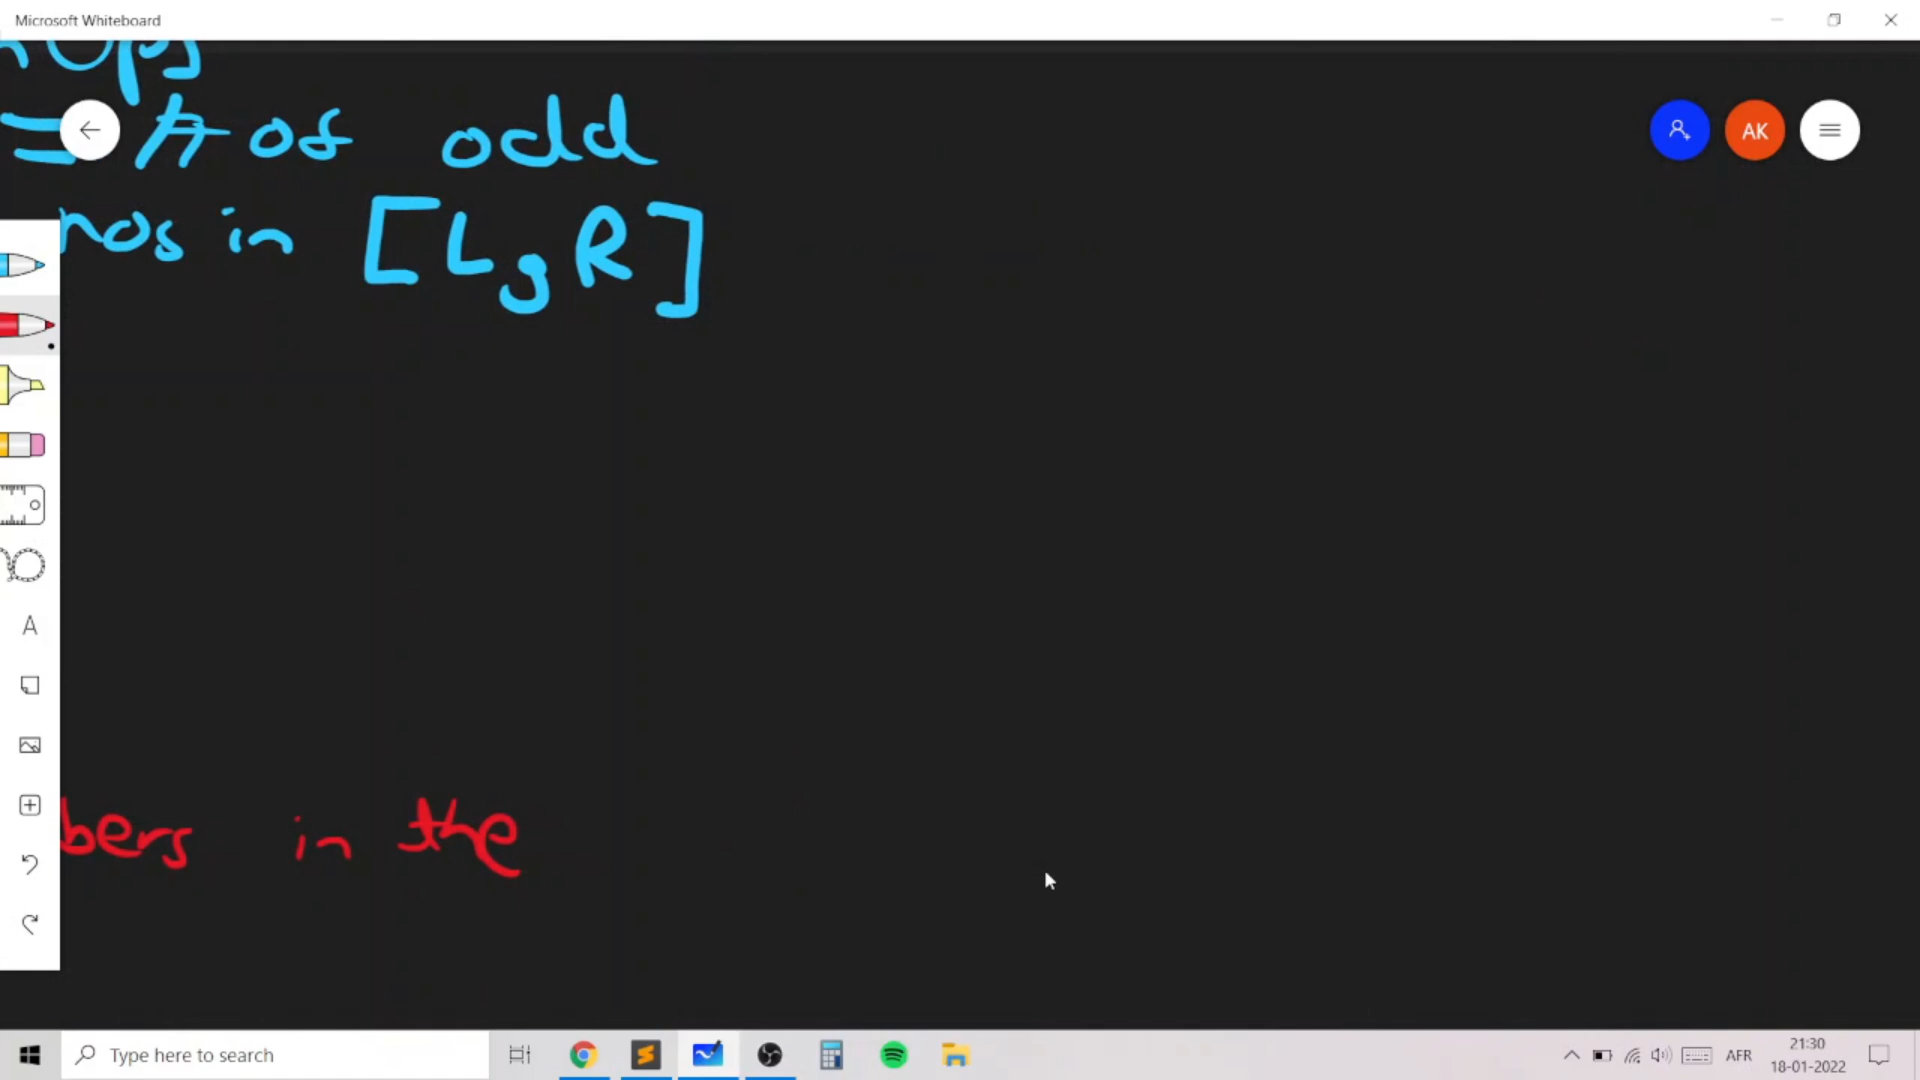 Microsoft Whiteboard
= # of odd
AK
nos in [L, R]
A
bers in the
Type here to search
AFR
21:30
18-01-2022